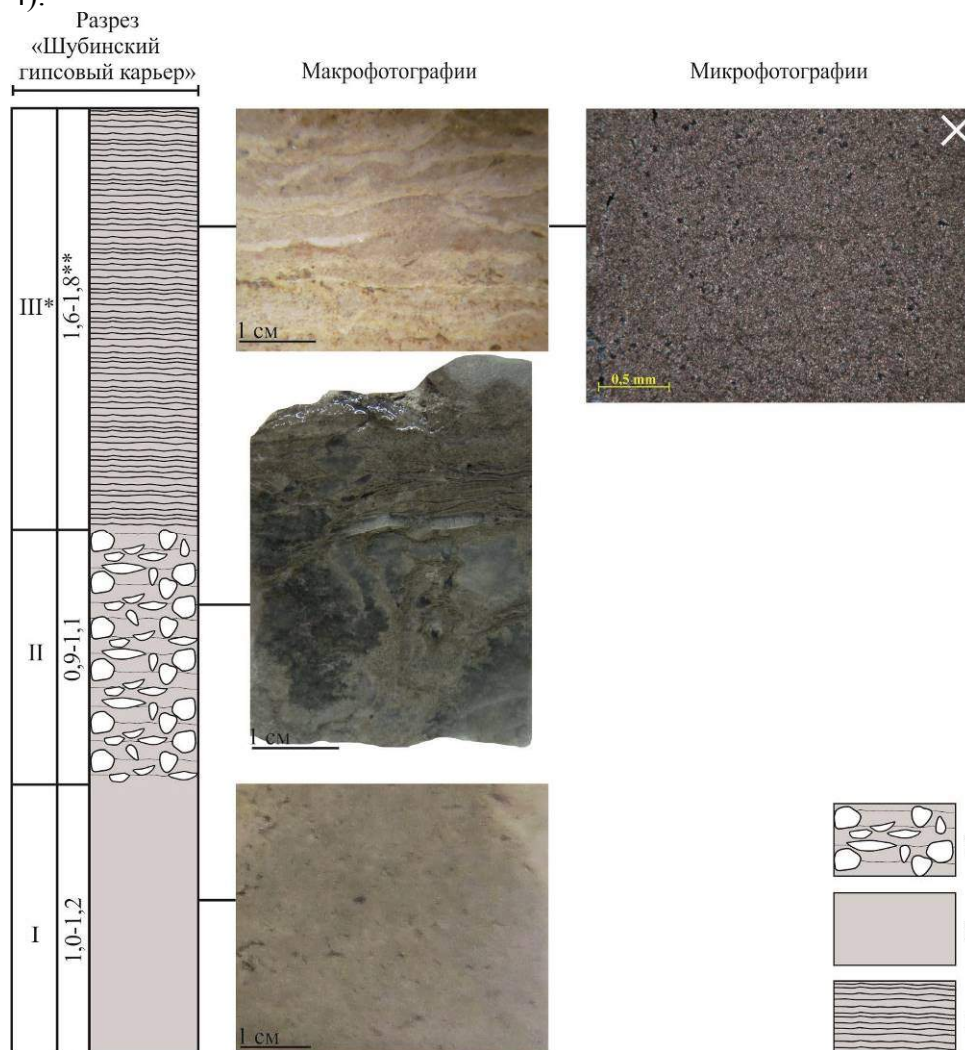 4).
Разрез
«Шубинский
гипсовый карьер»
Макрофотографии
Микрофотографии
III*
1,6-1,8**
1 см
0,5 mm
II
0,9-1,1
1 см
I
1,0-1,2
1 см